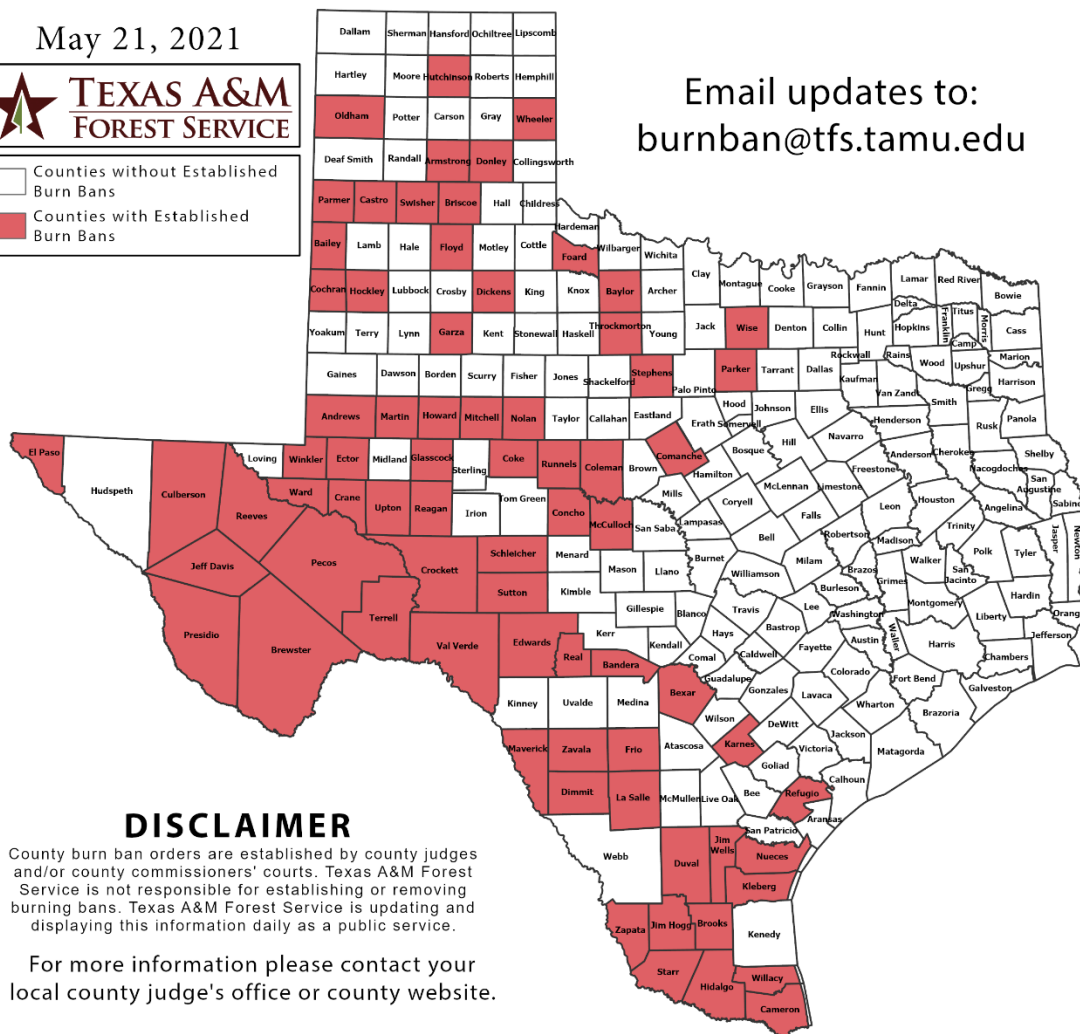 May 21, 2021
TEXAS A&M
FOREST SERVICE
Counties without Established
Burn Bans
Counties with Established
Burn Bans
Email updates to:
burnban@tfs.tamu.edu
Dallam Sherman Hansford Ochiltree Lipscomb
Hartley Moore Hutchinson Roberts Hemphill
Oldham Potter Carson Gray Wheeler
Deaf Smith Randall Armstrong Donley Collingsworth
Parmer Castro Swisher Briscoe Hall Childress
Hardeman
Bailey Lamb Hale Floyd Motley Cottle Foard Wilbarger Wichita
Clay Montague Cooke Grayson Fannin Lamar Red River Bowie
Cochran Hockley Lubbock Crosby Dickens King Knox Baylor Archer
Delta Franklin Titus Morris Cass
Yoakum Terry Lynn Garza Kent Stonewall Haskell Throckmorton Young Jack Wise Denton Collin Hunt Hopkins
Camp
Rockwall Rains Wood Upshur Marion
Gaines Dawson Borden Scurry Fisher Jones Shackelford Stephens Palo Pinto Parker Tarrant Dallas Kaufman Van Zandt Gregg Harrison
Andrews Martin Howard Mitchell Nolan Taylor Callahan Eastland Erath Hood Somervell Johnson Ellis Henderson Smith Rusk Panola
El Paso Hudspeth Culberson Loving Winkler Ector Midland Glasscock Sterling Coke Runnels Coleman Brown Comanche Hamilton Bosque Hill Navarro Anderson Cherokee Nacogdoches Shelby
Freestone San
Augustine
Reeves Ward Crane Upton Reagan Irion Tom Green Concho McCulloch San Saba Mills Lampasas Coryell McLennan Limestone Falls Leon Houston Angelina Sabine
Jeff Davis Pecos Crockett Schleicher Menard Mason Llano Burnet Bell Robertson Madison Trinity Polk Tyler Jasper Newton
Sutton Kimble Williamson Milam Brazos Grimes Walker San
Jacinto Hardin
Presidio Brewster Terrell Val Verde Edwards Gillespie Blanco Travis Lee Burleson Washington Montgomery Liberty Orang
Kerr Real Kendall Hays Bastrop Fayette Austin Waller Harris Jefferson
Bandera Comal Caldwell Colorado Fort Bend Chambers
Bexar Guadalupe Gonzales Lavaca Wharton Brazoria Galveston
Kinney Uvalde Medina Wilson DeWitt Jackson Matagorda
Maverick Zavala Frio Atascosa Karnes Goliad Victoria Calhoun
Dimmit La Salle McMullen Live Oak Bee Refugio Aransas
San Patricio
Webb Duval Jim
Wells Nueces
Kleberg
Zapata Jim Hogg Brooks Kenedy
Starr Hidalgo Willacy
Cameron
DISCLAIMER
County burn ban orders are established by county judges
and/or county commissioners' courts. Texas A&M Forest
Service is not responsible for establishing or removing
burning bans. Texas A&M Forest Service is updating and
displaying this information daily as a public service.
For more information please contact your
local county judge's office or county website.